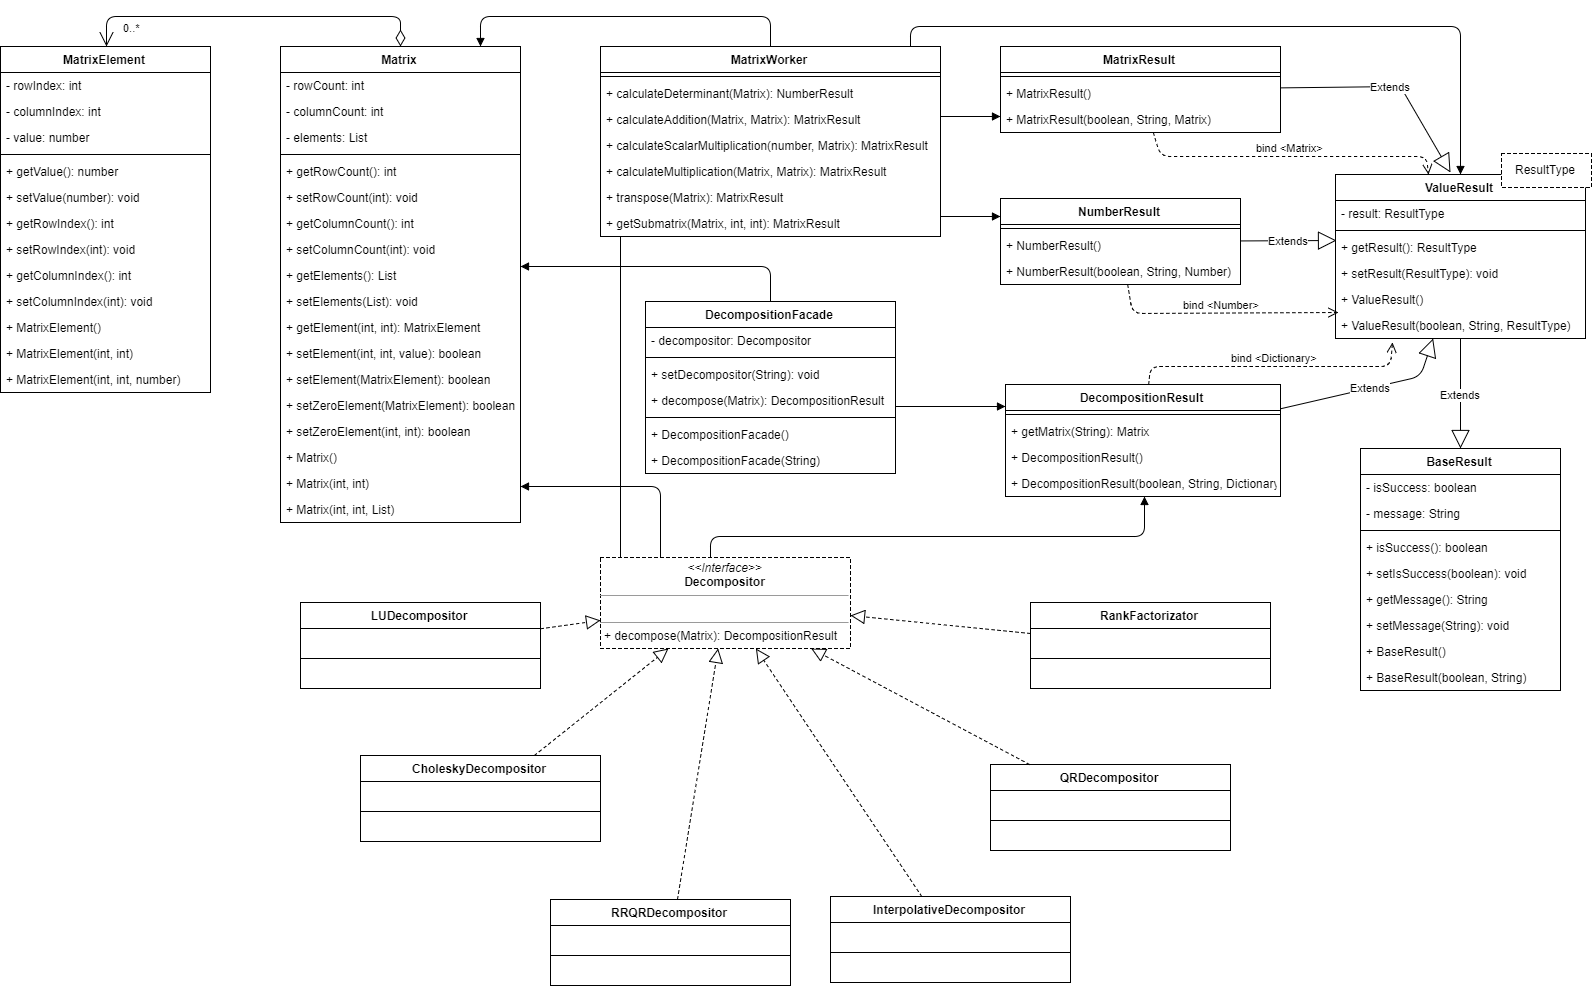 0..*
MatrixElement
- rowIndex: int
- columnIndex: int
- value: number
+ getValue(): number
+ setValue(number): void
+ getRowIndex(): int
+ setRowIndex(int): void
+ getColumnIndex(): int
+ setColumnIndex(int): void
+ MatrixElement()
+ MatrixElement(int, int)
+ MatrixElement(int, int, number)
Matrix
- rowCount: int
- columnCount: int
- elements: List
+ getRowCount(): int
+ setRowCount(int): void
+ getColumnCount(): int
+ setColumnCount(int): void
+ getElements(): List
+ setElements(List): void
+ getElement(int, int): MatrixElement
+ setElement(int, int, value): boolean
+ setElement(MatrixElement): boolean
+ setZeroElement(MatrixElement): boolean
+ setZeroElement(int, int): boolean
+ Matrix()
+ Matrix(int, int)
+ Matrix(int, int, List)
MatrixWorker
+ calculateDeterminant(Matrix): NumberResult
+ calculateAddition(Matrix, Matrix): MatrixResult
+ calculateScalarMultiplication(number, Matrix): MatrixResult
+ calculateMultiplication(Matrix, Matrix): MatrixResult
+ transpose(Matrix): MatrixResult
+ getSubmatrix(Matrix, int, int): MatrixResult
MatrixResult
+ MatrixResult()
+ MatrixResult(boolean, String, Matrix)
Extends
bind <Matrix>
ResultType
ValueResult
- result: ResultType
+ getResult(): ResultType
+ setResult(ResultType): void
+ ValueResult()
+ ValueResult(boolean, String, ResultType)
NumberResult
+ NumberResult()
+ NumberResult(boolean, String, Number)
Extends
bind <Number>
DecompositionFacade
- decompositor: Decompositor
+ setDecompositor(String): void
+ decompose(Matrix): DecompositionResult
+ DecompositionFacade()
+ DecompositionFacade(String)
bind <Dictionary>
Extends
Extends
DecompositionResult
+ getMatrix(String): Matrix
+ DecompositionResult()
+ DecompositionResult(boolean, String, Dictionary
BaseResult
- isSuccess: boolean
- message: String
+ isSuccess(): boolean
+ setIsSuccess(boolean): void
+ getMessage(): String
+ setMessage(String): void
+ BaseResult()
+ BaseResult(boolean, String)
<<Interface>>
Decompositor
+ decompose(Matrix): DecompositionResult
LUDecompositor
RankFactorizator
CholeskyDecompositor
QRDecompositor
RRQRDecompositor
InterpolativeDecompositor